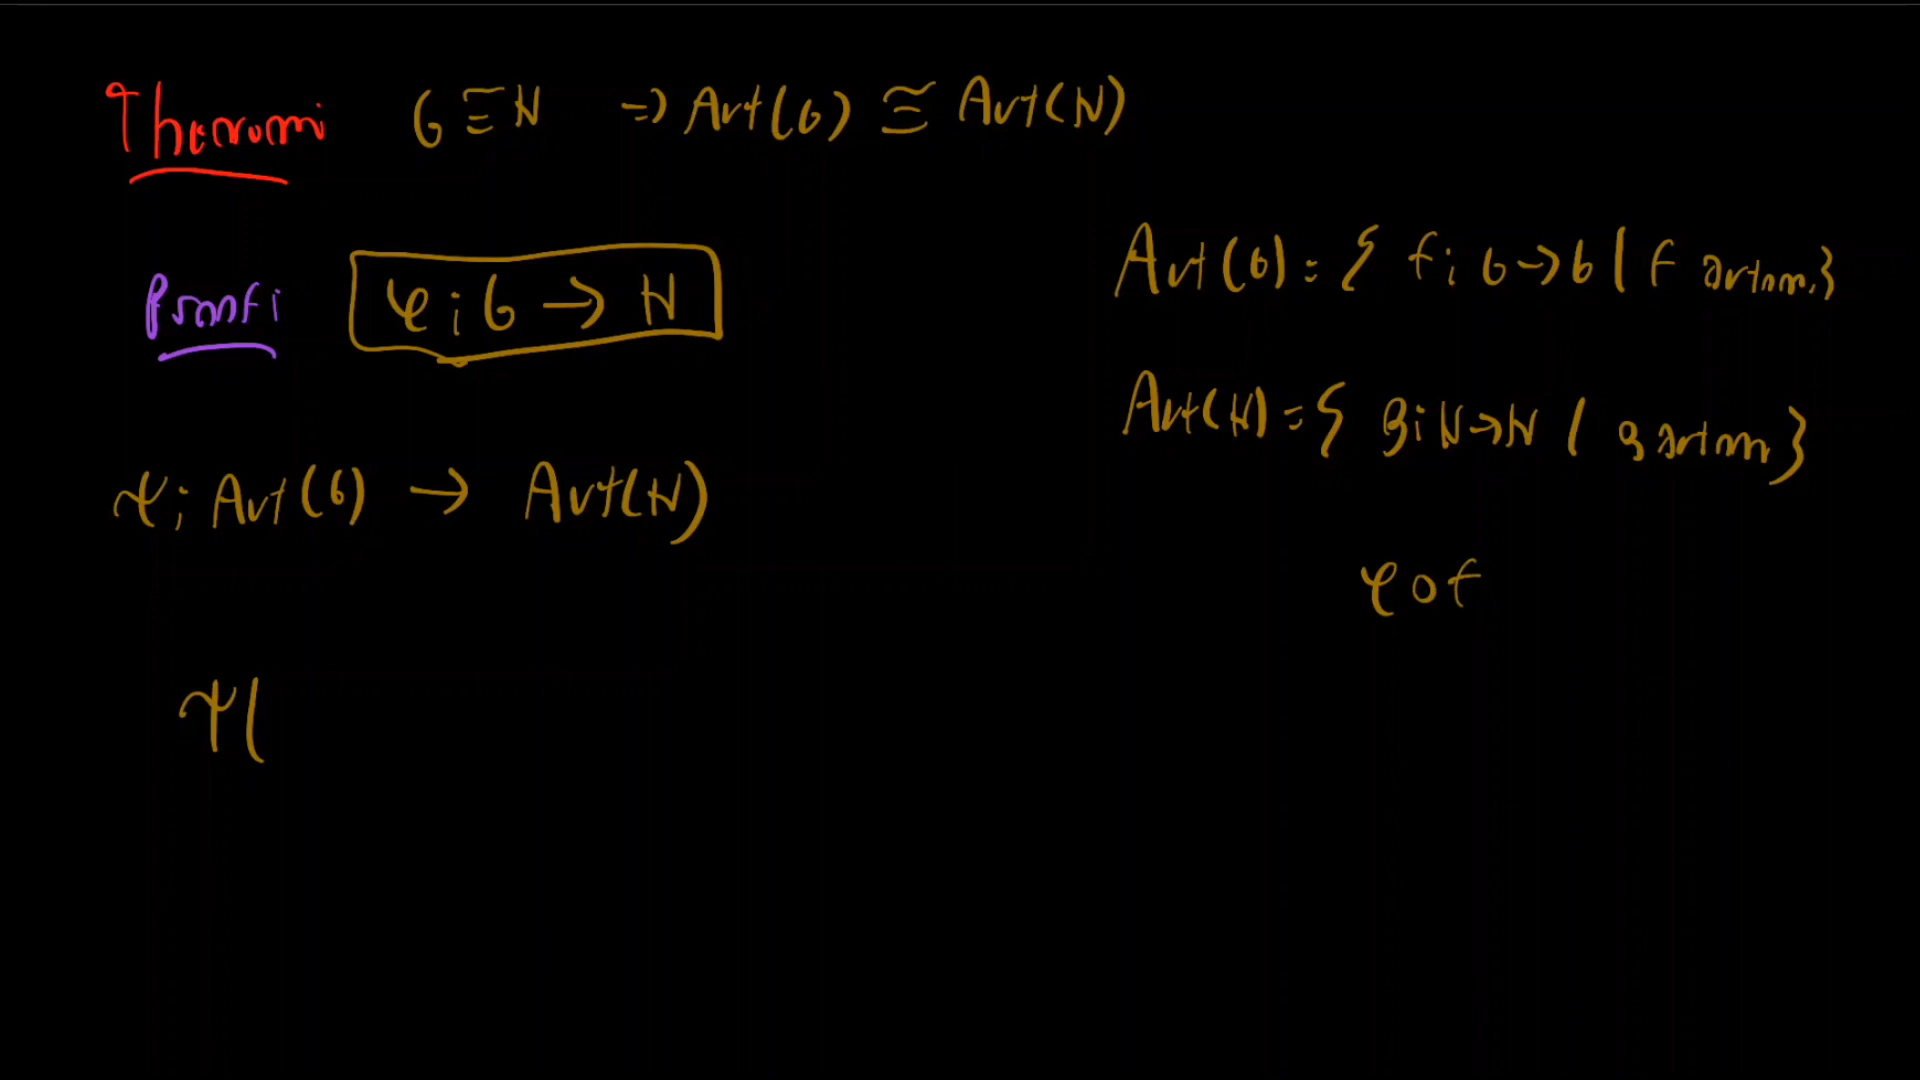 Theorem: G ≅ H => Aut(G) ≅ Aut(H)
Proof: φ: G → H
Aut(G) = { f: G → G | f autom. }
Aut(H) = { g: H → H | g autom }
ψ: Aut(G) → Aut(H)
φ o f
ψ(